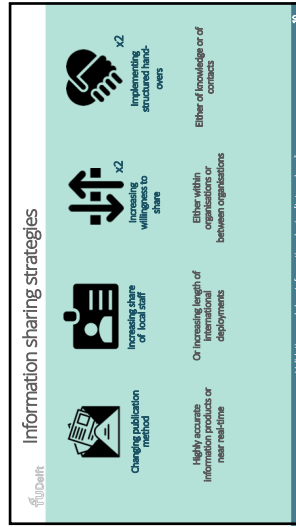 TUDelft
Information sharing strategies
Changing publication
method
Highly accurate
information products or
near real-time
Increasing share
of local staff
Or increasing length of
international
deployments
x2
Increasing
willingness to
share
Either within
organisations or
between organisations
x2
Implementing
structured hand-
overs
Either of knowledge or of
contacts